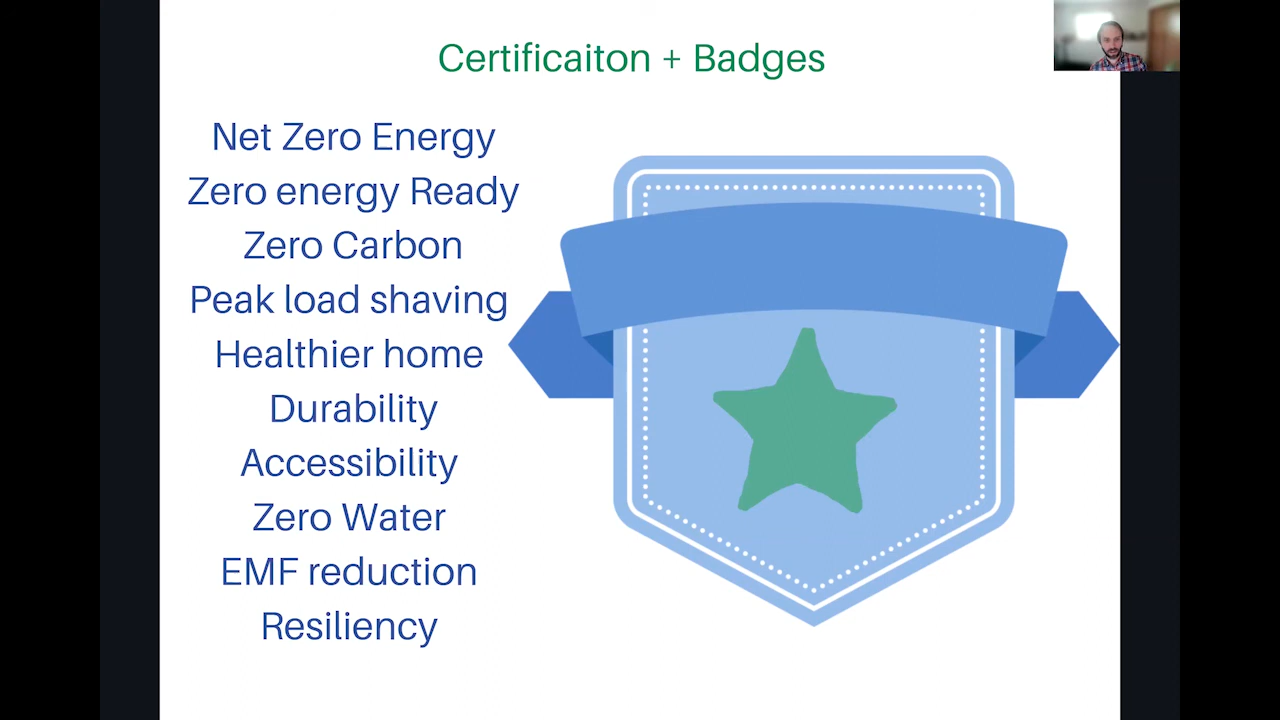 Certificaiton + Badges
Net Zero Energy
Zero energy Ready
Zero Carbon
Peak load shaving
Healthier home
Durability
Accessibility
Zero Water
EMF reduction
Resiliency